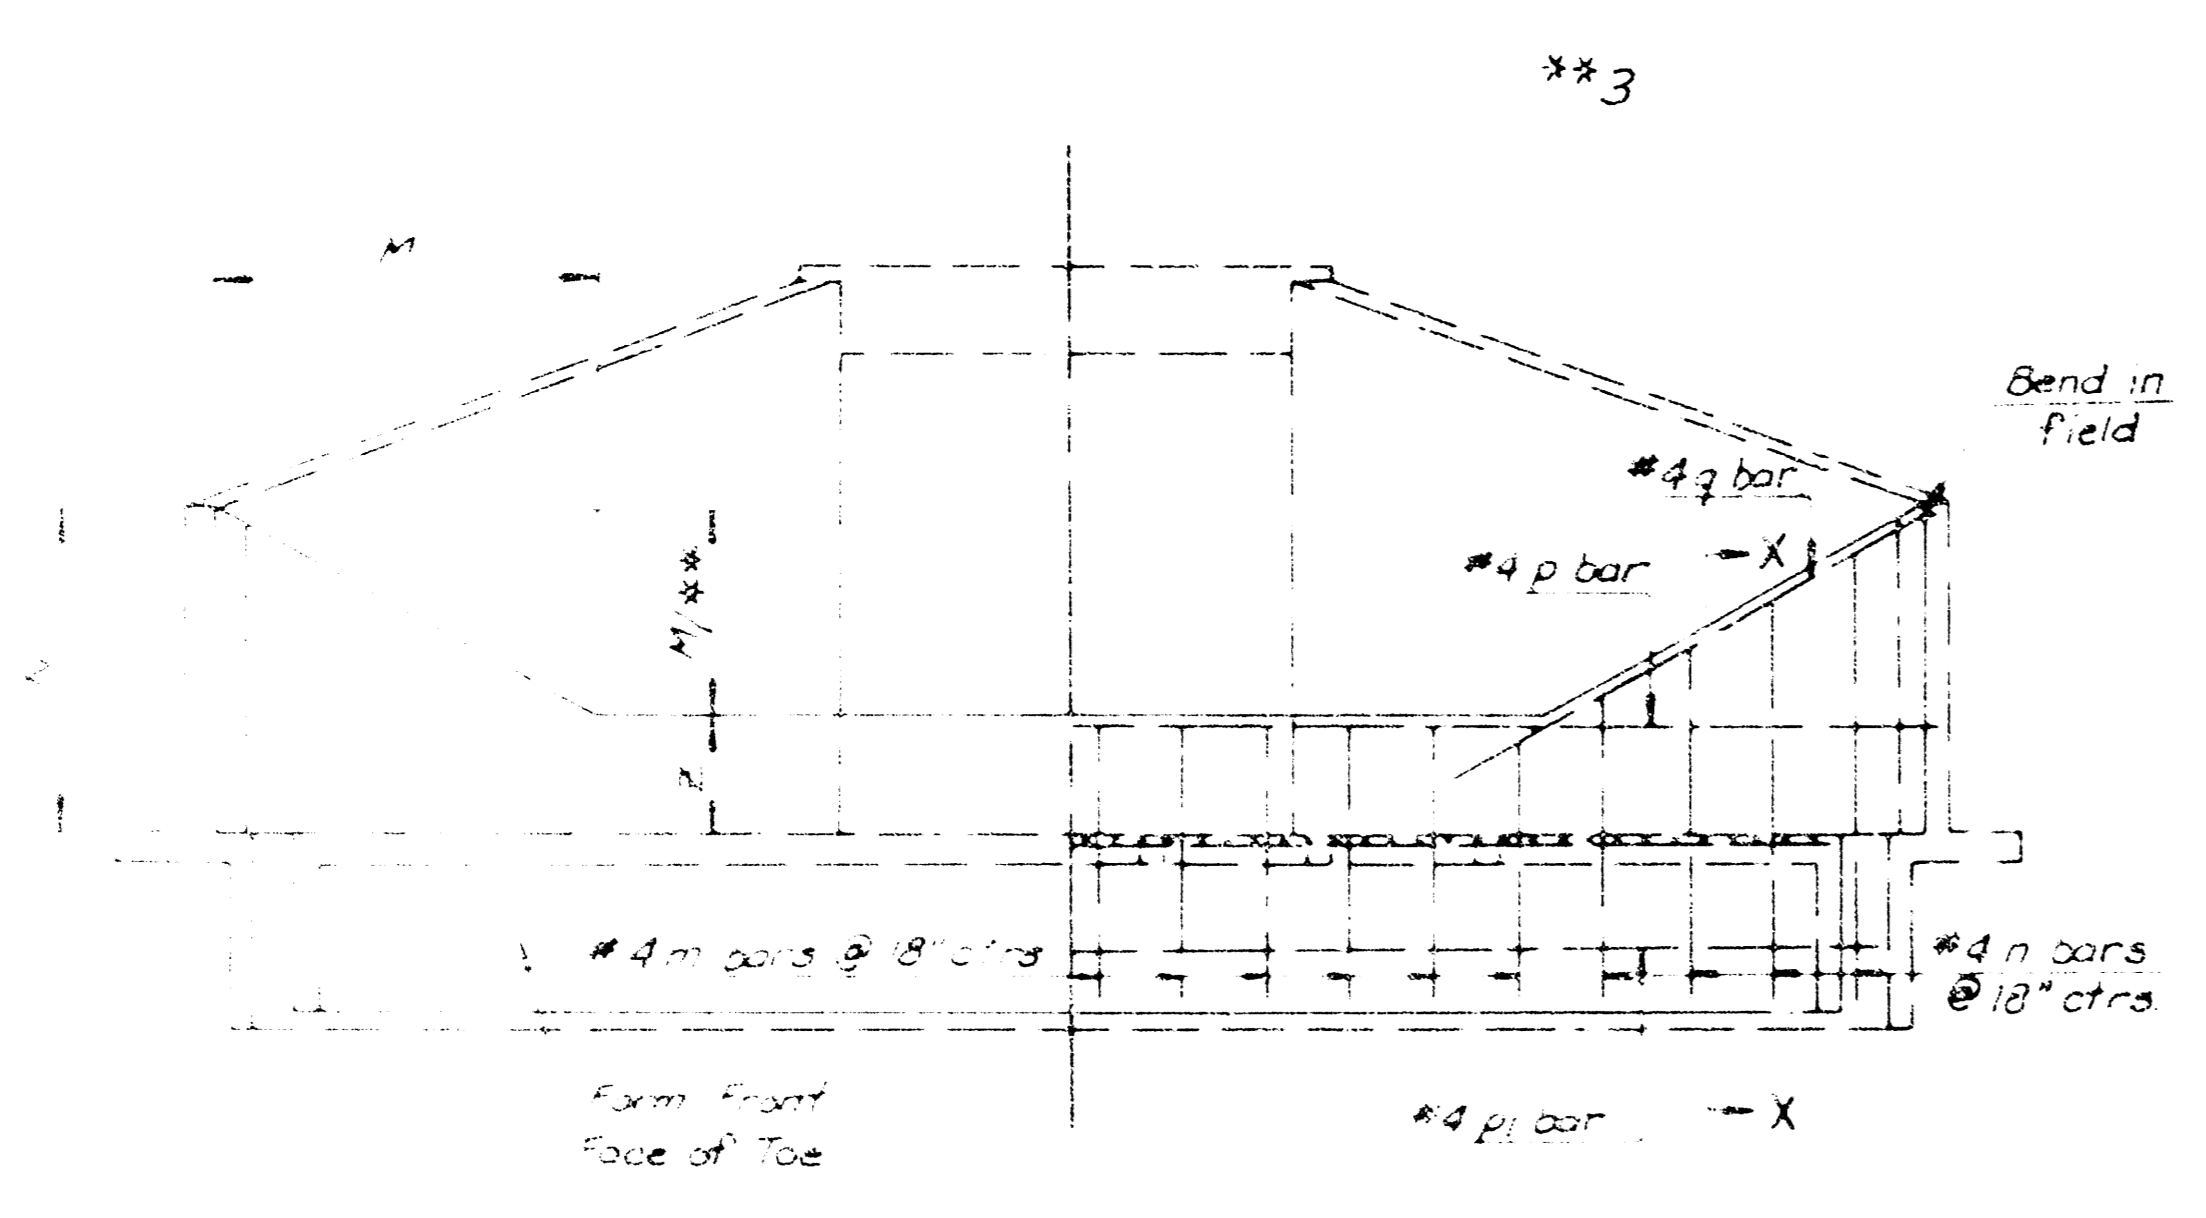 **3
M
Bend in
field
#4 q bar
#4 p bar
X
M/**
#4 m bars @ 18" ctrs
#4 n bars
@ 18" ctrs.
Form Front
Face of Toe
#4 p1 bar
X